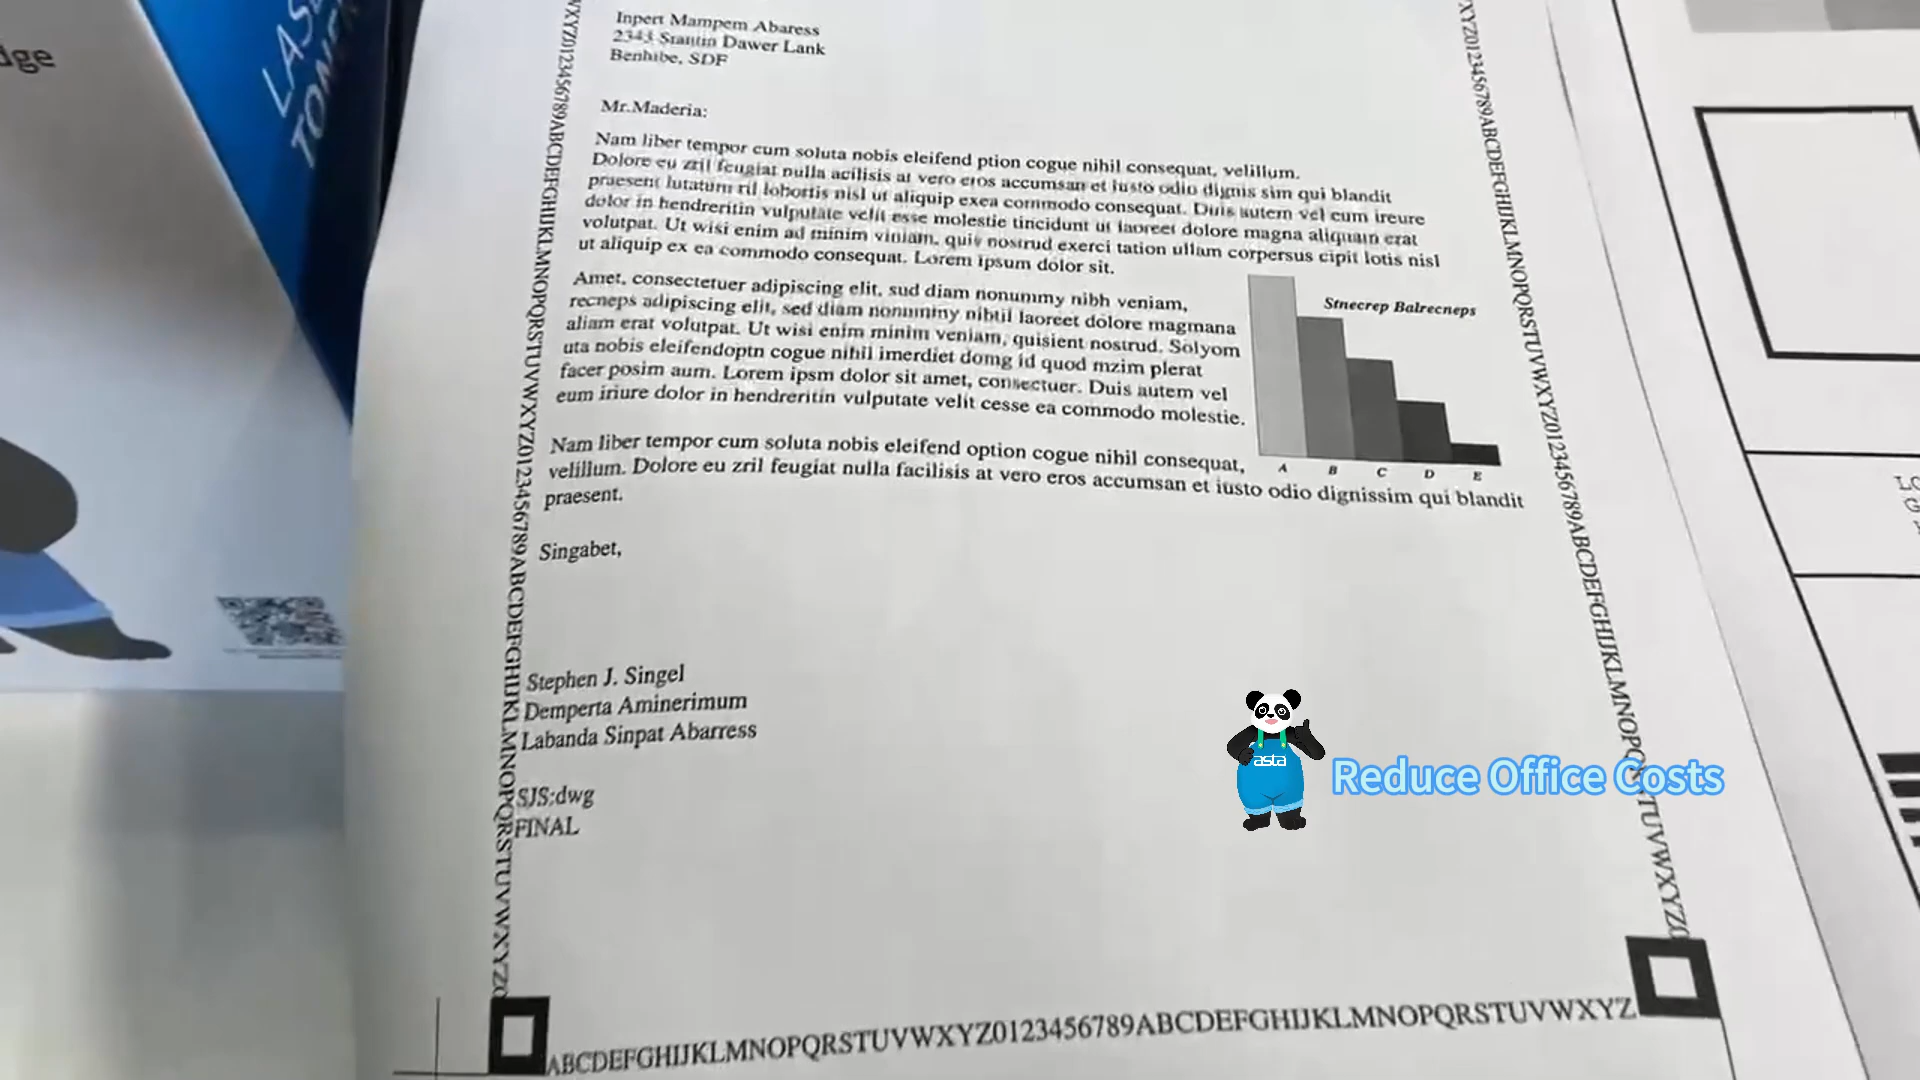 dge
LAS
TONER
Inpert Mampem Abaress
2343 Srantin Dawer Lank
Benhibe, SDF
Mr.Maderia:
Nam liber tempor cum soluta nobis eleifend ption cogue nihil consequat, velillum.
Dolore eu zril feugiat nulla acilisis at vero eros accumsan et iusto odio dignis sim qui blandit
praesent lutatum ril lobortis nisl ut aliquip exea commodo consequat. Duis autem vel eum ireure
dolor in hendreritin vulputate velit esse molestie tincidunt ut laoreet dolore magna aliquam erat
volutpat. Ut wisi enim ad minim viniam, quis nostrud exerci tation ullam corpersus cipit lotis nisl
ut aliquip ex ea commodo consequat. Lorem ipsum dolor sit.
Amet, consectetuer adipiscing elit, sud diam nonummy nibh veniam,
recneps adipiscing elit, sed diam nonummy nibtil laoreet dolore magmana
aliam erat volutpat. Ut wisi enim minim veniam, quisient nostrud. Solyom
uta nobis eleifendoptn cogue nihil imerdiet domg id quod mzim plerat
facer posim aum. Lorem ipsm dolor sit amet, consectuer. Duis autem vel
eum iriure dolor in hendreritin vulputate velit cesse ea commodo molestie.
Stnecrep Balrecneps
A B C D E
Nam liber tempor cum soluta nobis eleifend option cogue nihil consequat,
velillum. Dolore eu zril feugiat nulla facilisis at vero eros accumsan et iusto odio dignissim qui blandit
praesent.
Singabet,
Stephen J. Singel
Demperta Aminerimum
Labanda Sinpat Abarress
SJS:dwg
FINAL
asta
Reduce Office Costs
XYZ0123456789ABCDEFGHIJKLMNOPQRSTUVWXYZ0123456789ABCDEFGHIJKLMNOPQRSTUVWXYZ0
XYZ0123456789ABCDEFGHIJKLMNOPQRSTUVWXYZ0123456789ABCDEFGHIJKLMNOPQRSTUVWXYZ0
ABCDEFGHIJKLMNOPQRSTUVWXYZ0123456789ABCDEFGHIJKLMNOPQRSTUVWXYZ
LO
G